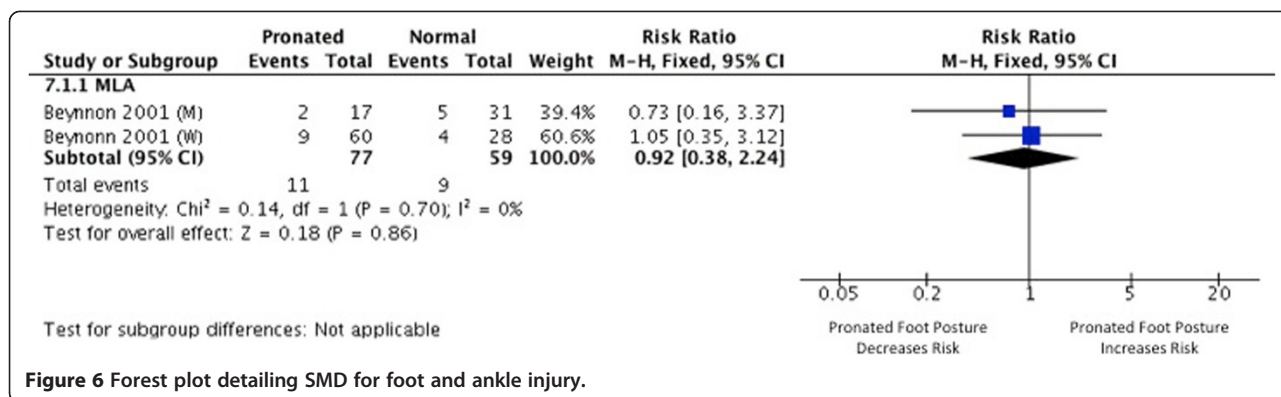 Pronated Normal Risk Ratio Risk Ratio
Study or Subgroup Events Total Events Total Weight M-H, Fixed, 95% CI M-H, Fixed, 95% CI
7.1.1 MLA
Beynnon 2001 (M) 2 17 5 31 39.4% 0.73 [0.16, 3.37]
Beynonn 2001 (W) 9 60 4 28 60.6% 1.05 [0.35, 3.12]
Subtotal (95% CI) 77 59 100.0% 0.92 [0.38, 2.24]
Total events 11 9
Heterogeneity: Chi² = 0.14, df = 1 (P = 0.70); I² = 0%
Test for overall effect: Z = 0.18 (P = 0.86)
0.05 0.2 1 5 20
Test for subgroup differences: Not applicable
Pronated Foot Posture Pronated Foot Posture
Decreases Risk Increases Risk
Figure 6 Forest plot detailing SMD for foot and ankle injury.